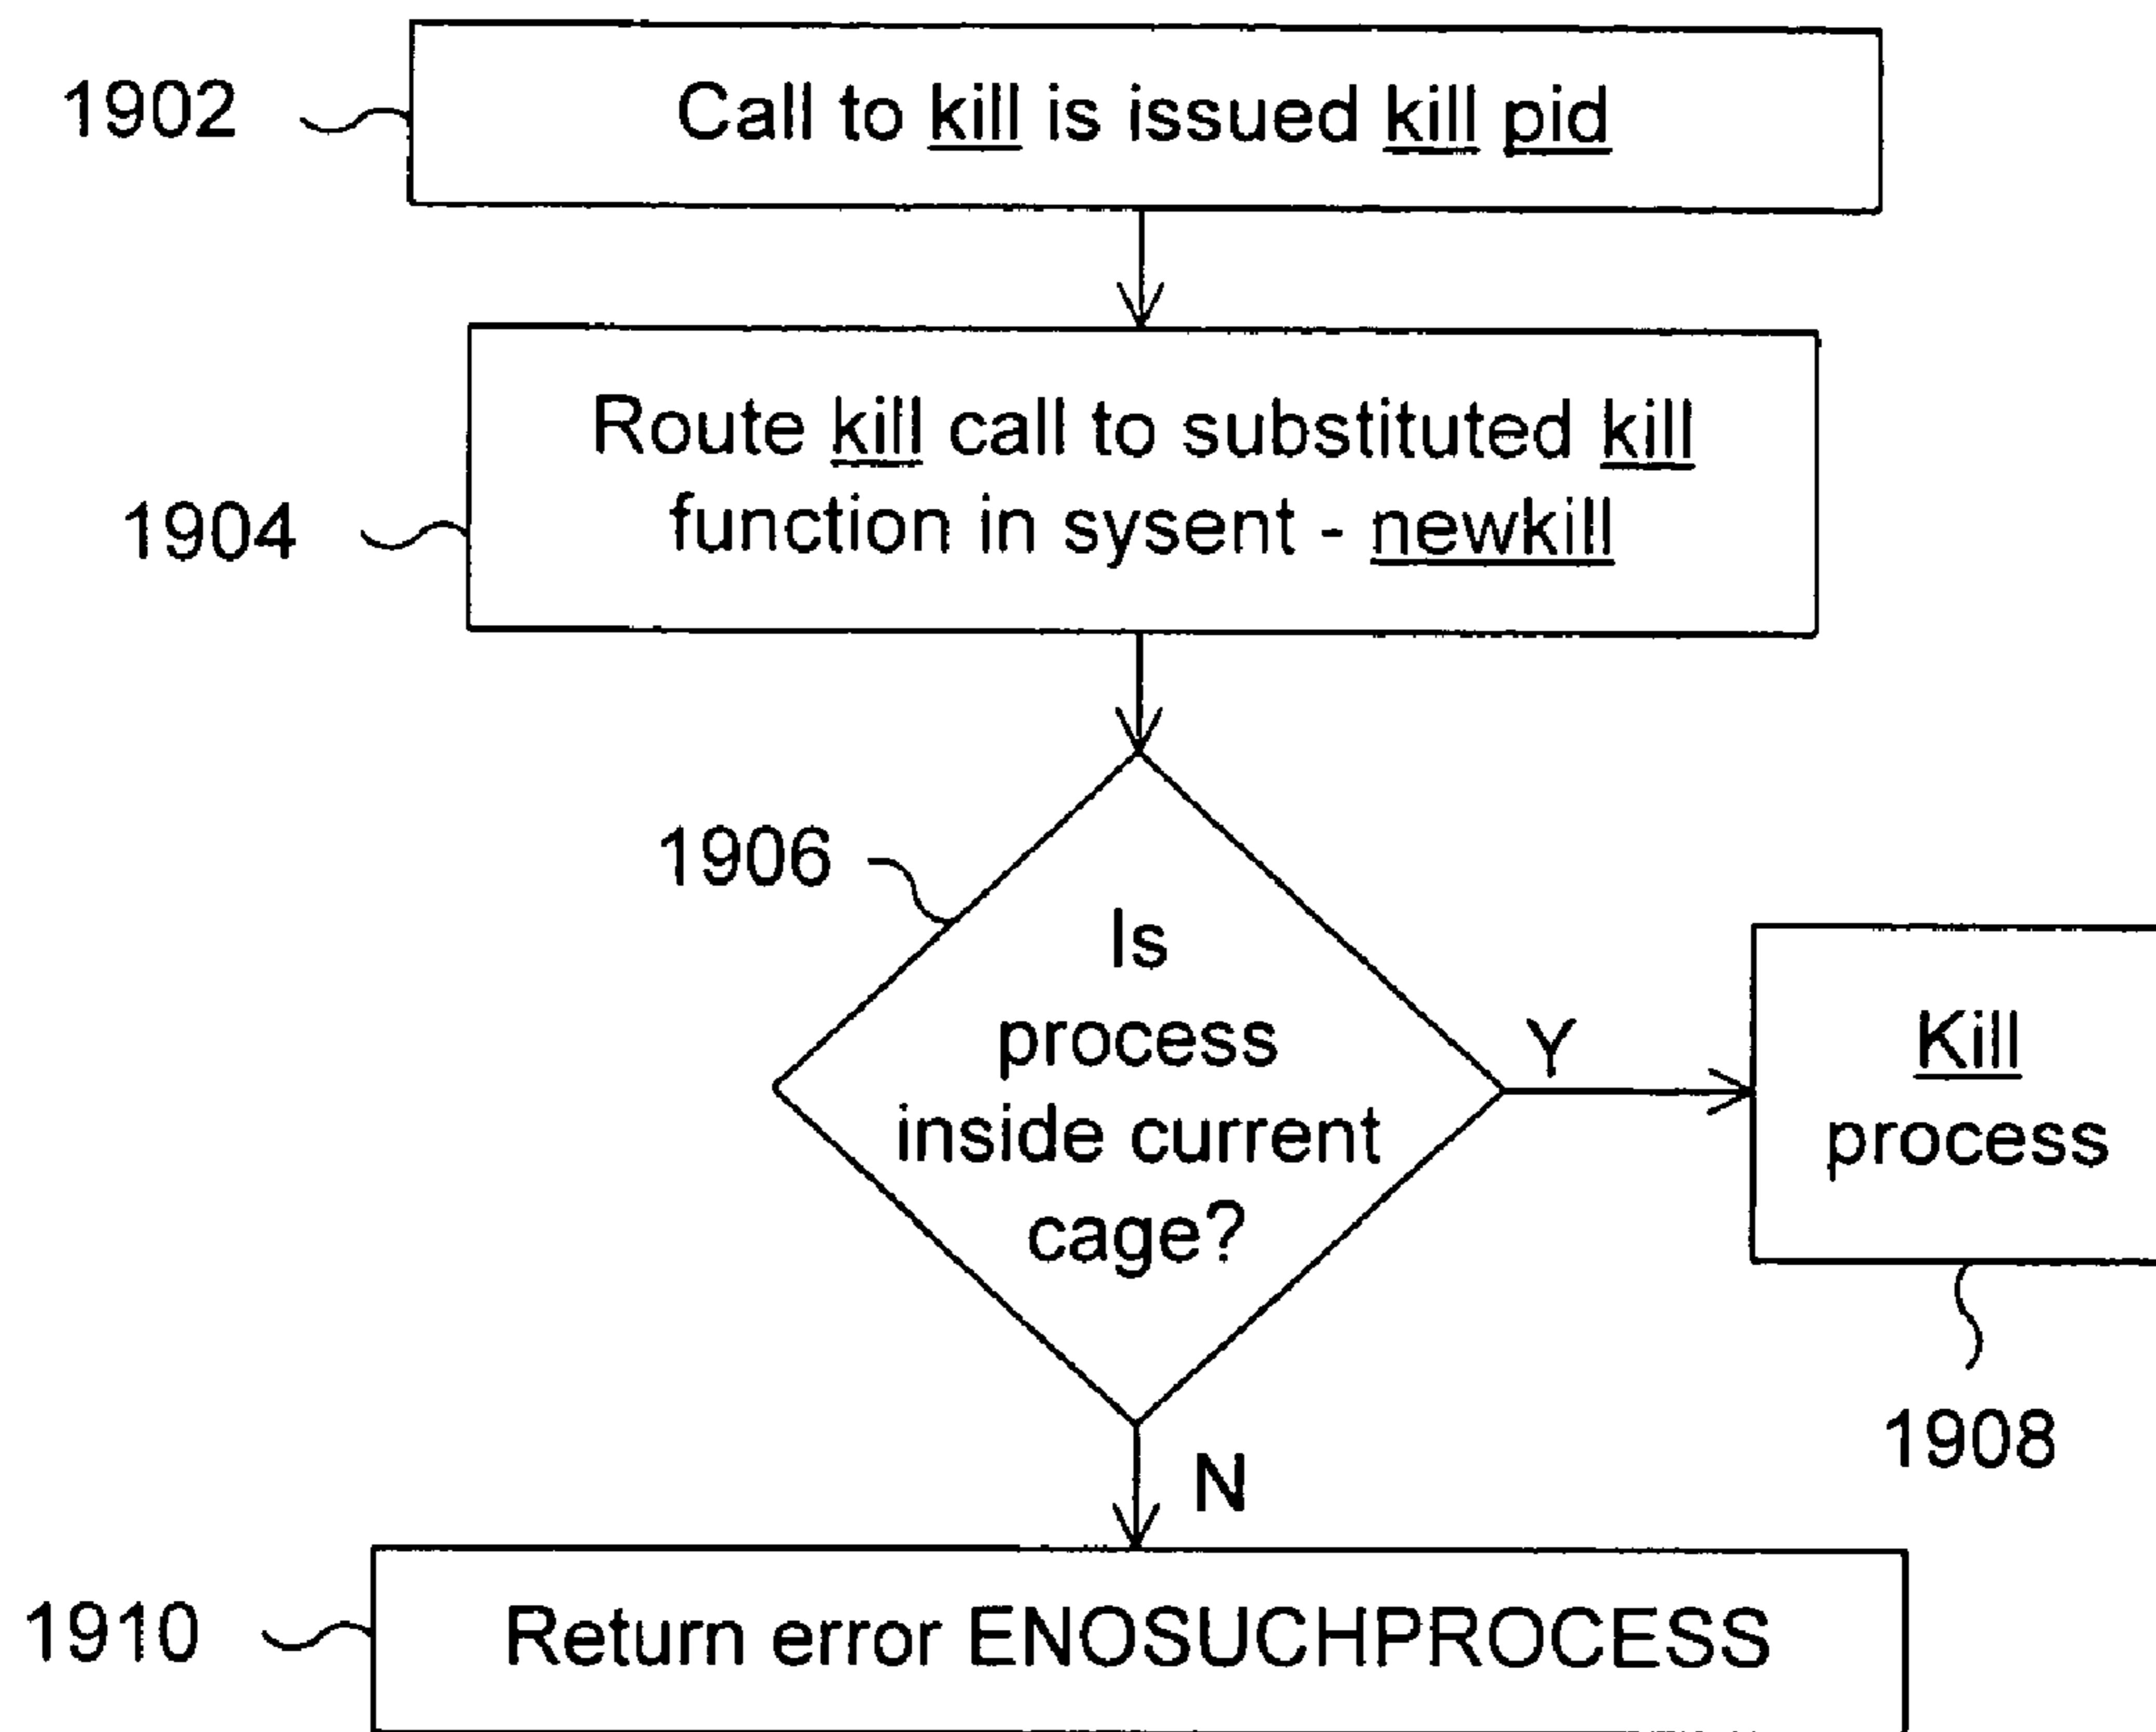 1902
Call to kill is issued kill pid
Route kill call to substituted kill
function in sysent - newkill
1904
1906
Is
process
inside current
cage?
Y
Kill
process
1908
N
1910
Return error ENOSUCHPROCESS